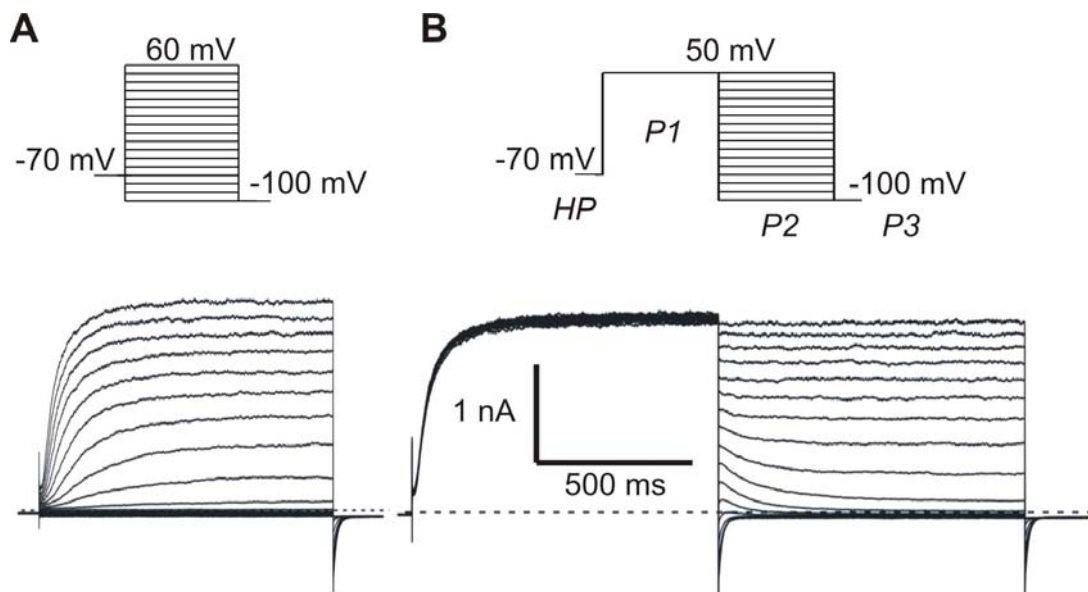 A
60 mV
-70 mV
-100 mV
B
50 mV
P1
-70 mV
-100 mV
HP
P2
P3
1 nA
500 ms